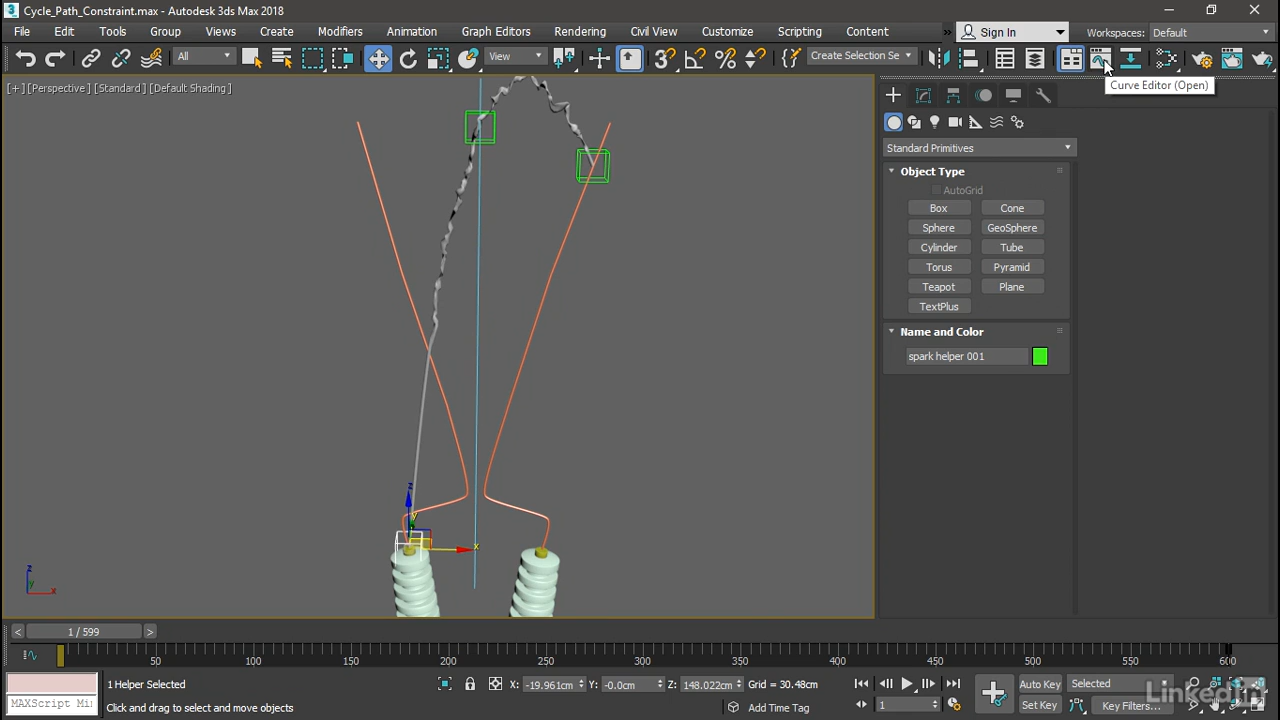 Cycle_Path_Constraint.max - Autodesk 3ds Max 2018
File Edit Tools Group Views Create Modifiers Animation Graph Editors Rendering Civil View Customize Scripting Content » Sign In Workspaces: Default
All View Create Selection Se
Curve Editor (Open)
[+] [Perspective] [Standard] [Default Shading]
Standard Primitives
Object Type
AutoGrid
Box Cone
Sphere GeoSphere
Cylinder Tube
Torus Pyramid
Teapot Plane
TextPlus
Name and Color
spark helper 001
z
y
x
z
y
x
< 1 / 599 >
50 100 150 200 250 300 350 400 450 500 550 600
1 Helper Selected X: -19.961cm Y: -0.0cm Z: 148.022cm Grid = 30.48cm Auto Key Selected
MAXScript Mi Click and drag to select and move objects Add Time Tag 1 Set Key Key Filters...
LinkedIn